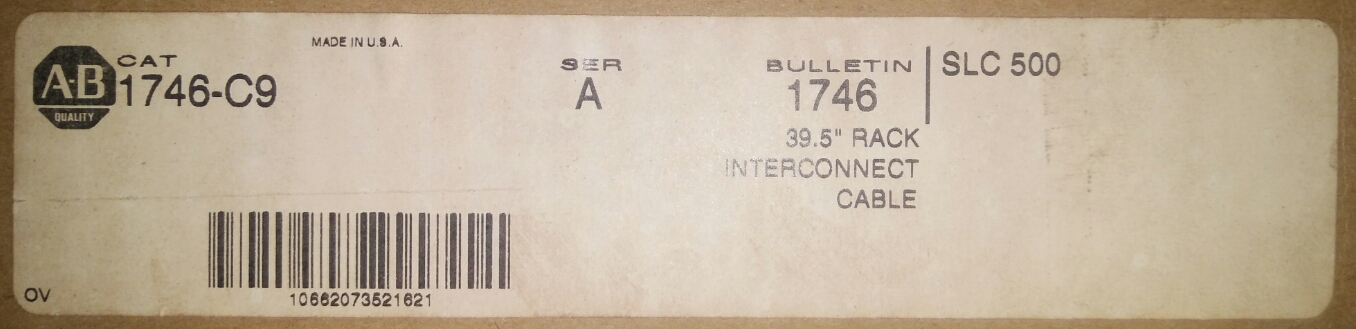 MADE IN U.S.A.
A-B
QUALITY
CAT
1746-C9
SER
A
BULLETIN
1746
SLC 500
39.5" RACK
INTERCONNECT
CABLE
10662073521621
OV